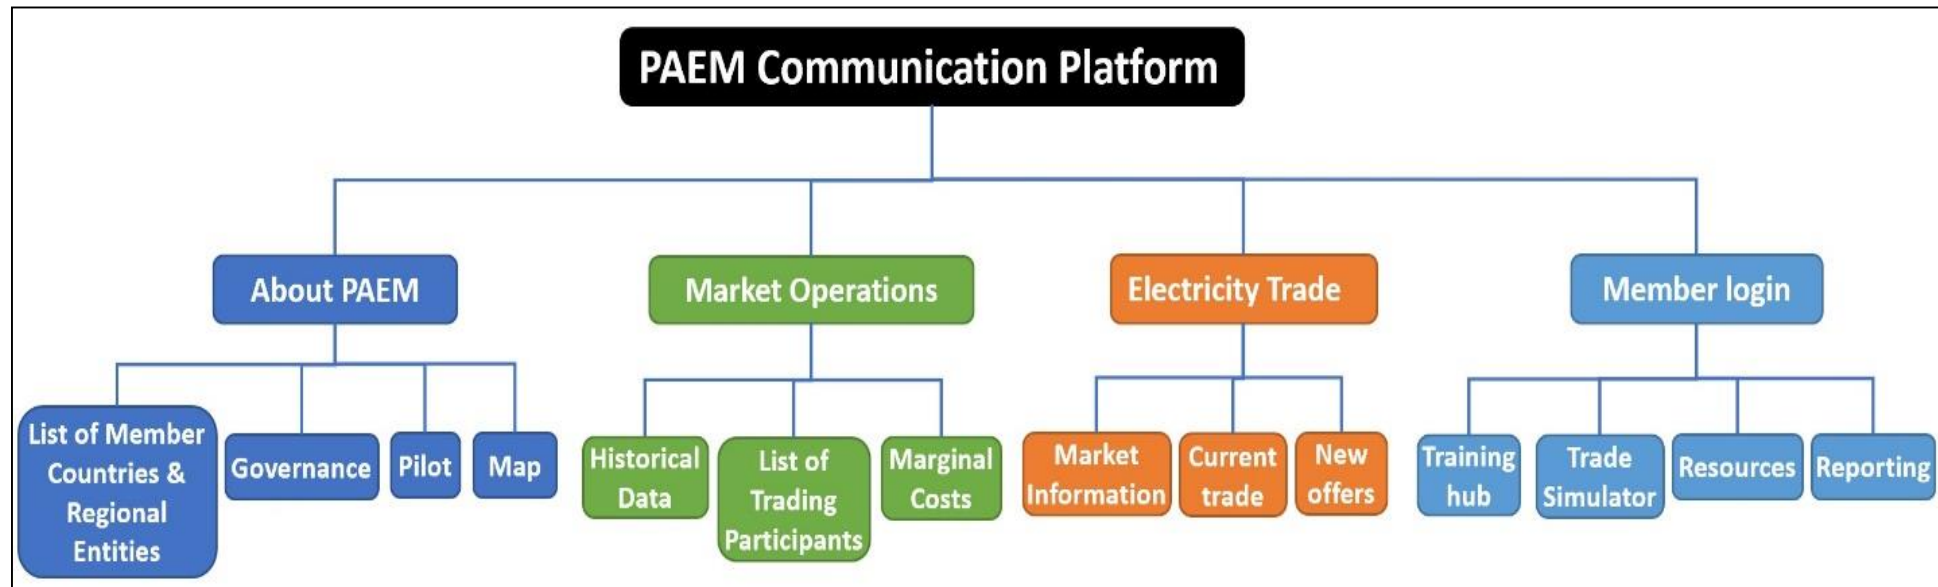 PAEM Communication Platform
About PAEM
Market Operations
Electricity Trade
Member login
List of Member
Countries &
Regional
Entities
Governance
Pilot
Map
Historical
Data
List of
Trading
Participants
Marginal
Costs
Market
Information
Current
trade
New
offers
Training
hub
Trade
Simulator
Resources
Reporting